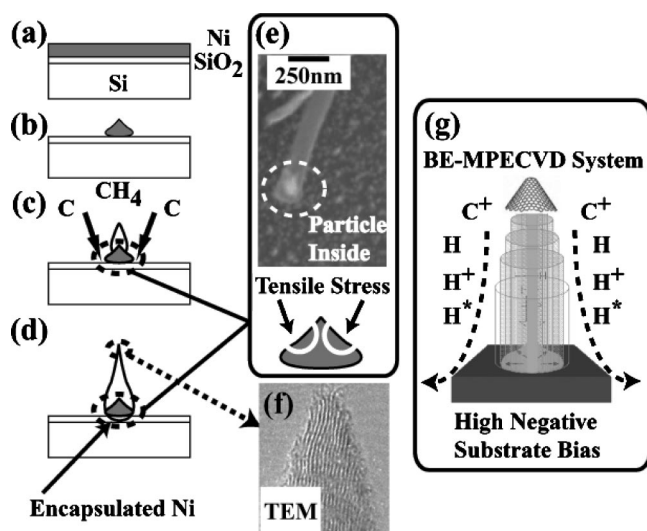 (a)
Ni
SiO2
Si
(b)
CH4
(c)
C
C
(d)
Encapsulated Ni
(e)
250nm
Particle
Inside
Tensile Stress
(f)
TEM
(g)
BE-MPECVD System
C+ C+
H H
H+ H+
H* H*
High Negative
Substrate Bias